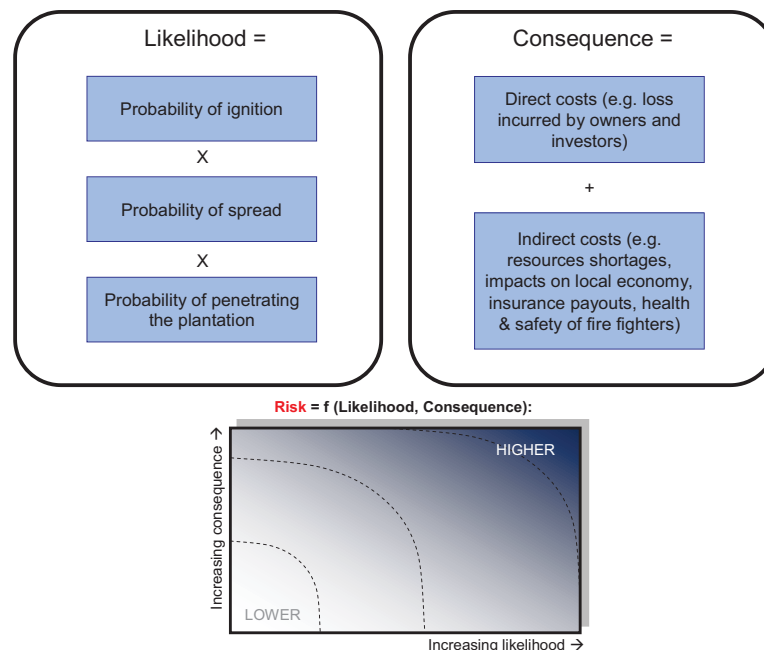 Likelihood =
Probability of ignition
X
Probability of spread
X
Probability of penetrating
the plantation
Consequence =
Direct costs (e.g. loss
incurred by owners and
investors)
+
Indirect costs (e.g.
resources shortages,
impacts on local economy,
insurance payouts, health
& safety of fire fighters)
Risk = f (Likelihood, Consequence):
Increasing consequence →
HIGHER
LOWER
Increasing likelihood →